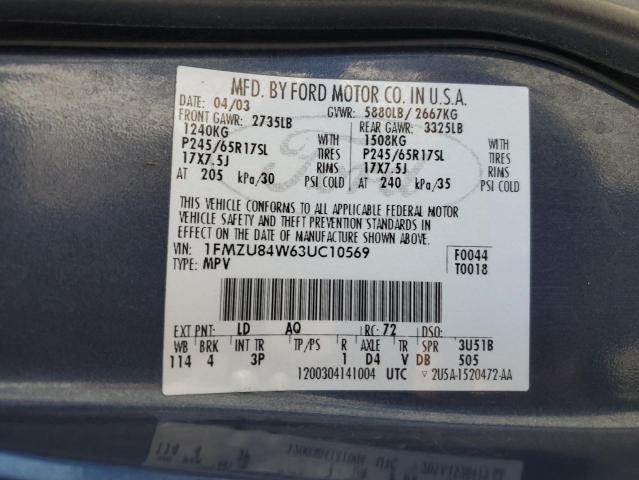 MFD. BY FORD MOTOR CO. IN U.S.A.
DATE: 04/03 GVWR: 5880LB/ 2667KG
FRONT GAWR: 2735LB REAR GAWR: 3325LB
1240KG WITH 1508KG WITH
P245/65R17SL TIRES P245/65R17SL TIRES
17X7.5J RIMS 17X7.5J RIMS
AT 205 kPa/30 PSI COLD AT 240 kPa/35 PSI COLD
Ford
THIS VEHICLE CONFORMS TO ALL APPLICABLE FEDERAL MOTOR
VEHICLE SAFETY AND THEFT PREVENTION STANDARDS IN EFFECT
ON THE DATE OF MANUFACTURE SHOWN ABOVE.
VIN: 1FMZU84W63UC10569 F0044
TYPE: MPV T0018
EXT PNT: LD AQ RC: 72 DSO:
WB BRK INT TR TP/PS R AXLE TR SPR 3U51B
114 4 3P 1 D4 V DB 505
1200304141004 UTC ▽ 2U5A-1520472-AA